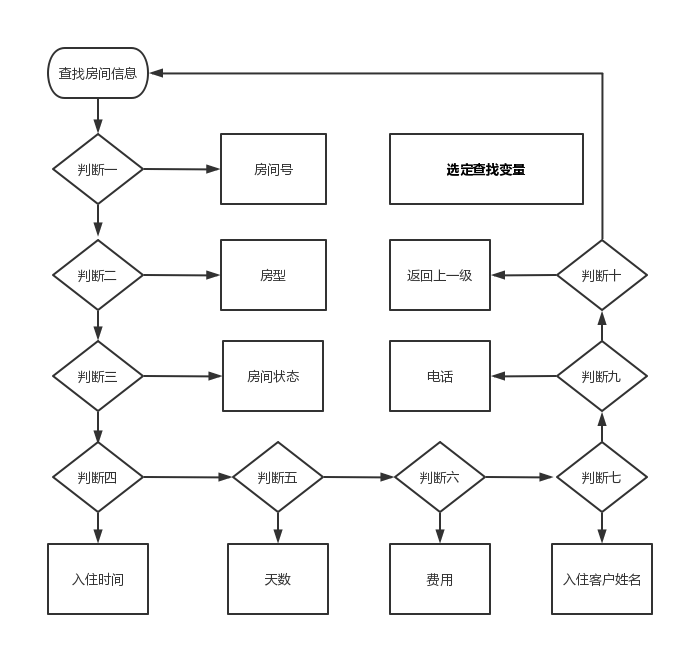 查找房间信息
判断一
房间号
选定查找变量
判断二
房型
返回上一级
判断十
判断三
房间状态
电话
判断九
判断四
判断五
判断六
判断七
入住时间
天数
费用
入住客户姓名